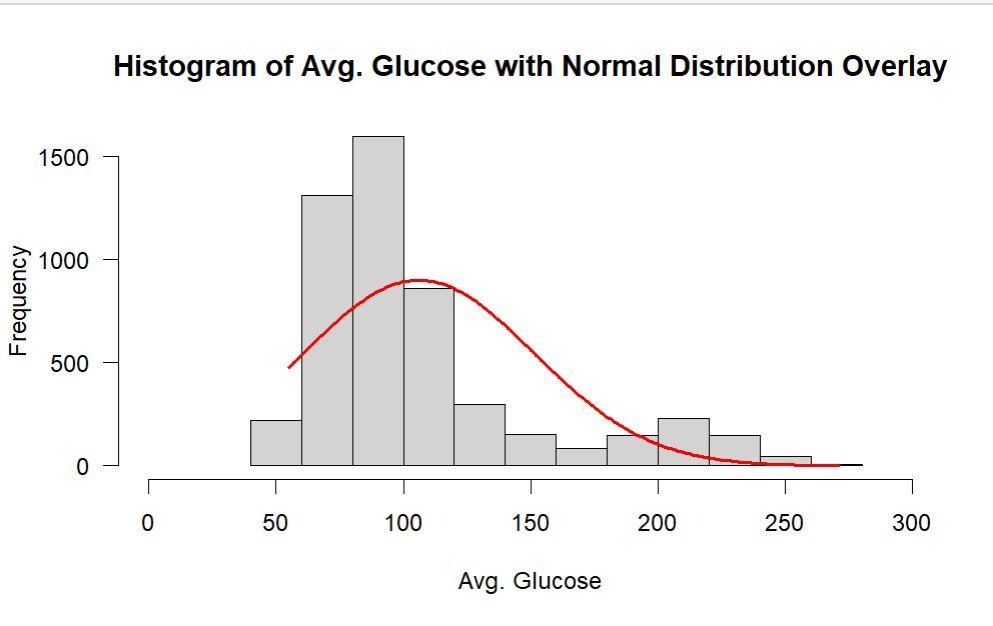 Histogram of Avg. Glucose with Normal Distribution Overlay
1500
1000
500
0
Frequency
0 50 100 150 200 250 300
Avg. Glucose